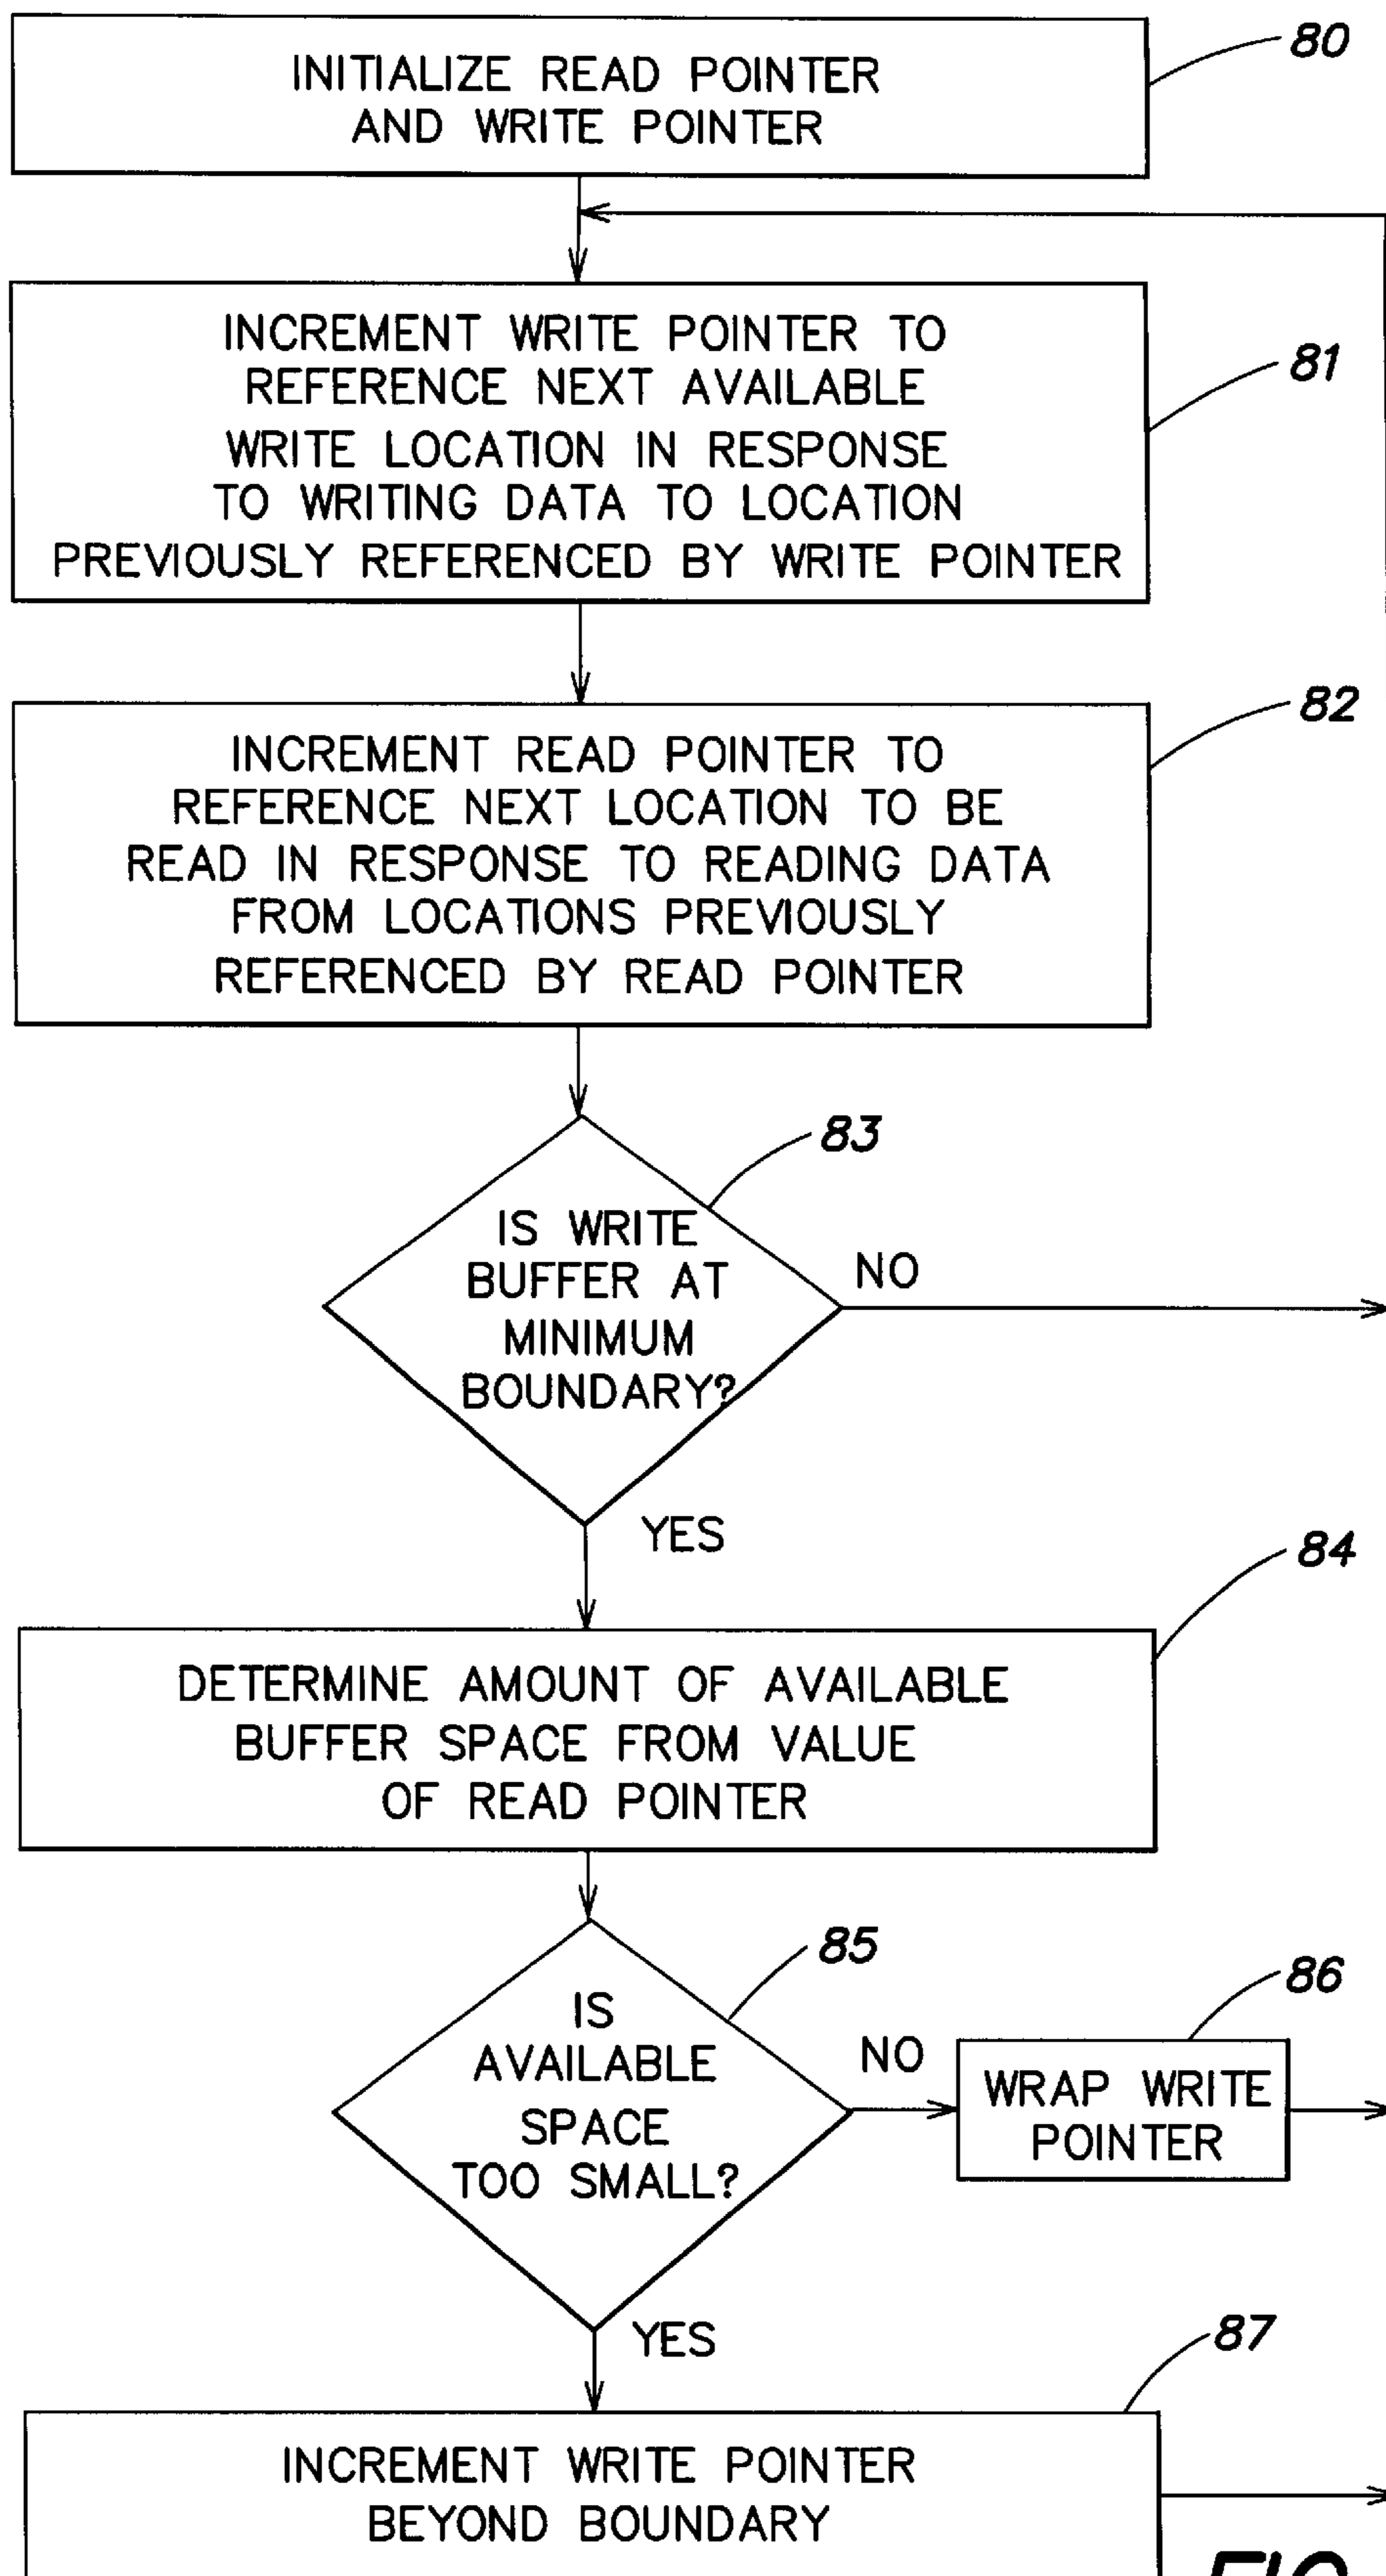 80
INITIALIZE READ POINTER
AND WRITE POINTER
81
INCREMENT WRITE POINTER TO
REFERENCE NEXT AVAILABLE
WRITE LOCATION IN RESPONSE
TO WRITING DATA TO LOCATION
PREVIOUSLY REFERENCED BY WRITE POINTER
82
INCREMENT READ POINTER TO
REFERENCE NEXT LOCATION TO BE
READ IN RESPONSE TO READING DATA
FROM LOCATIONS PREVIOUSLY
REFERENCED BY READ POINTER
83
IS WRITE
BUFFER AT
MINIMUM
BOUNDARY?
NO
YES
84
DETERMINE AMOUNT OF AVAILABLE
BUFFER SPACE FROM VALUE
OF READ POINTER
85
IS
AVAILABLE
SPACE
TOO SMALL?
NO
86
WRAP WRITE
POINTER
YES
87
INCREMENT WRITE POINTER
BEYOND BOUNDARY